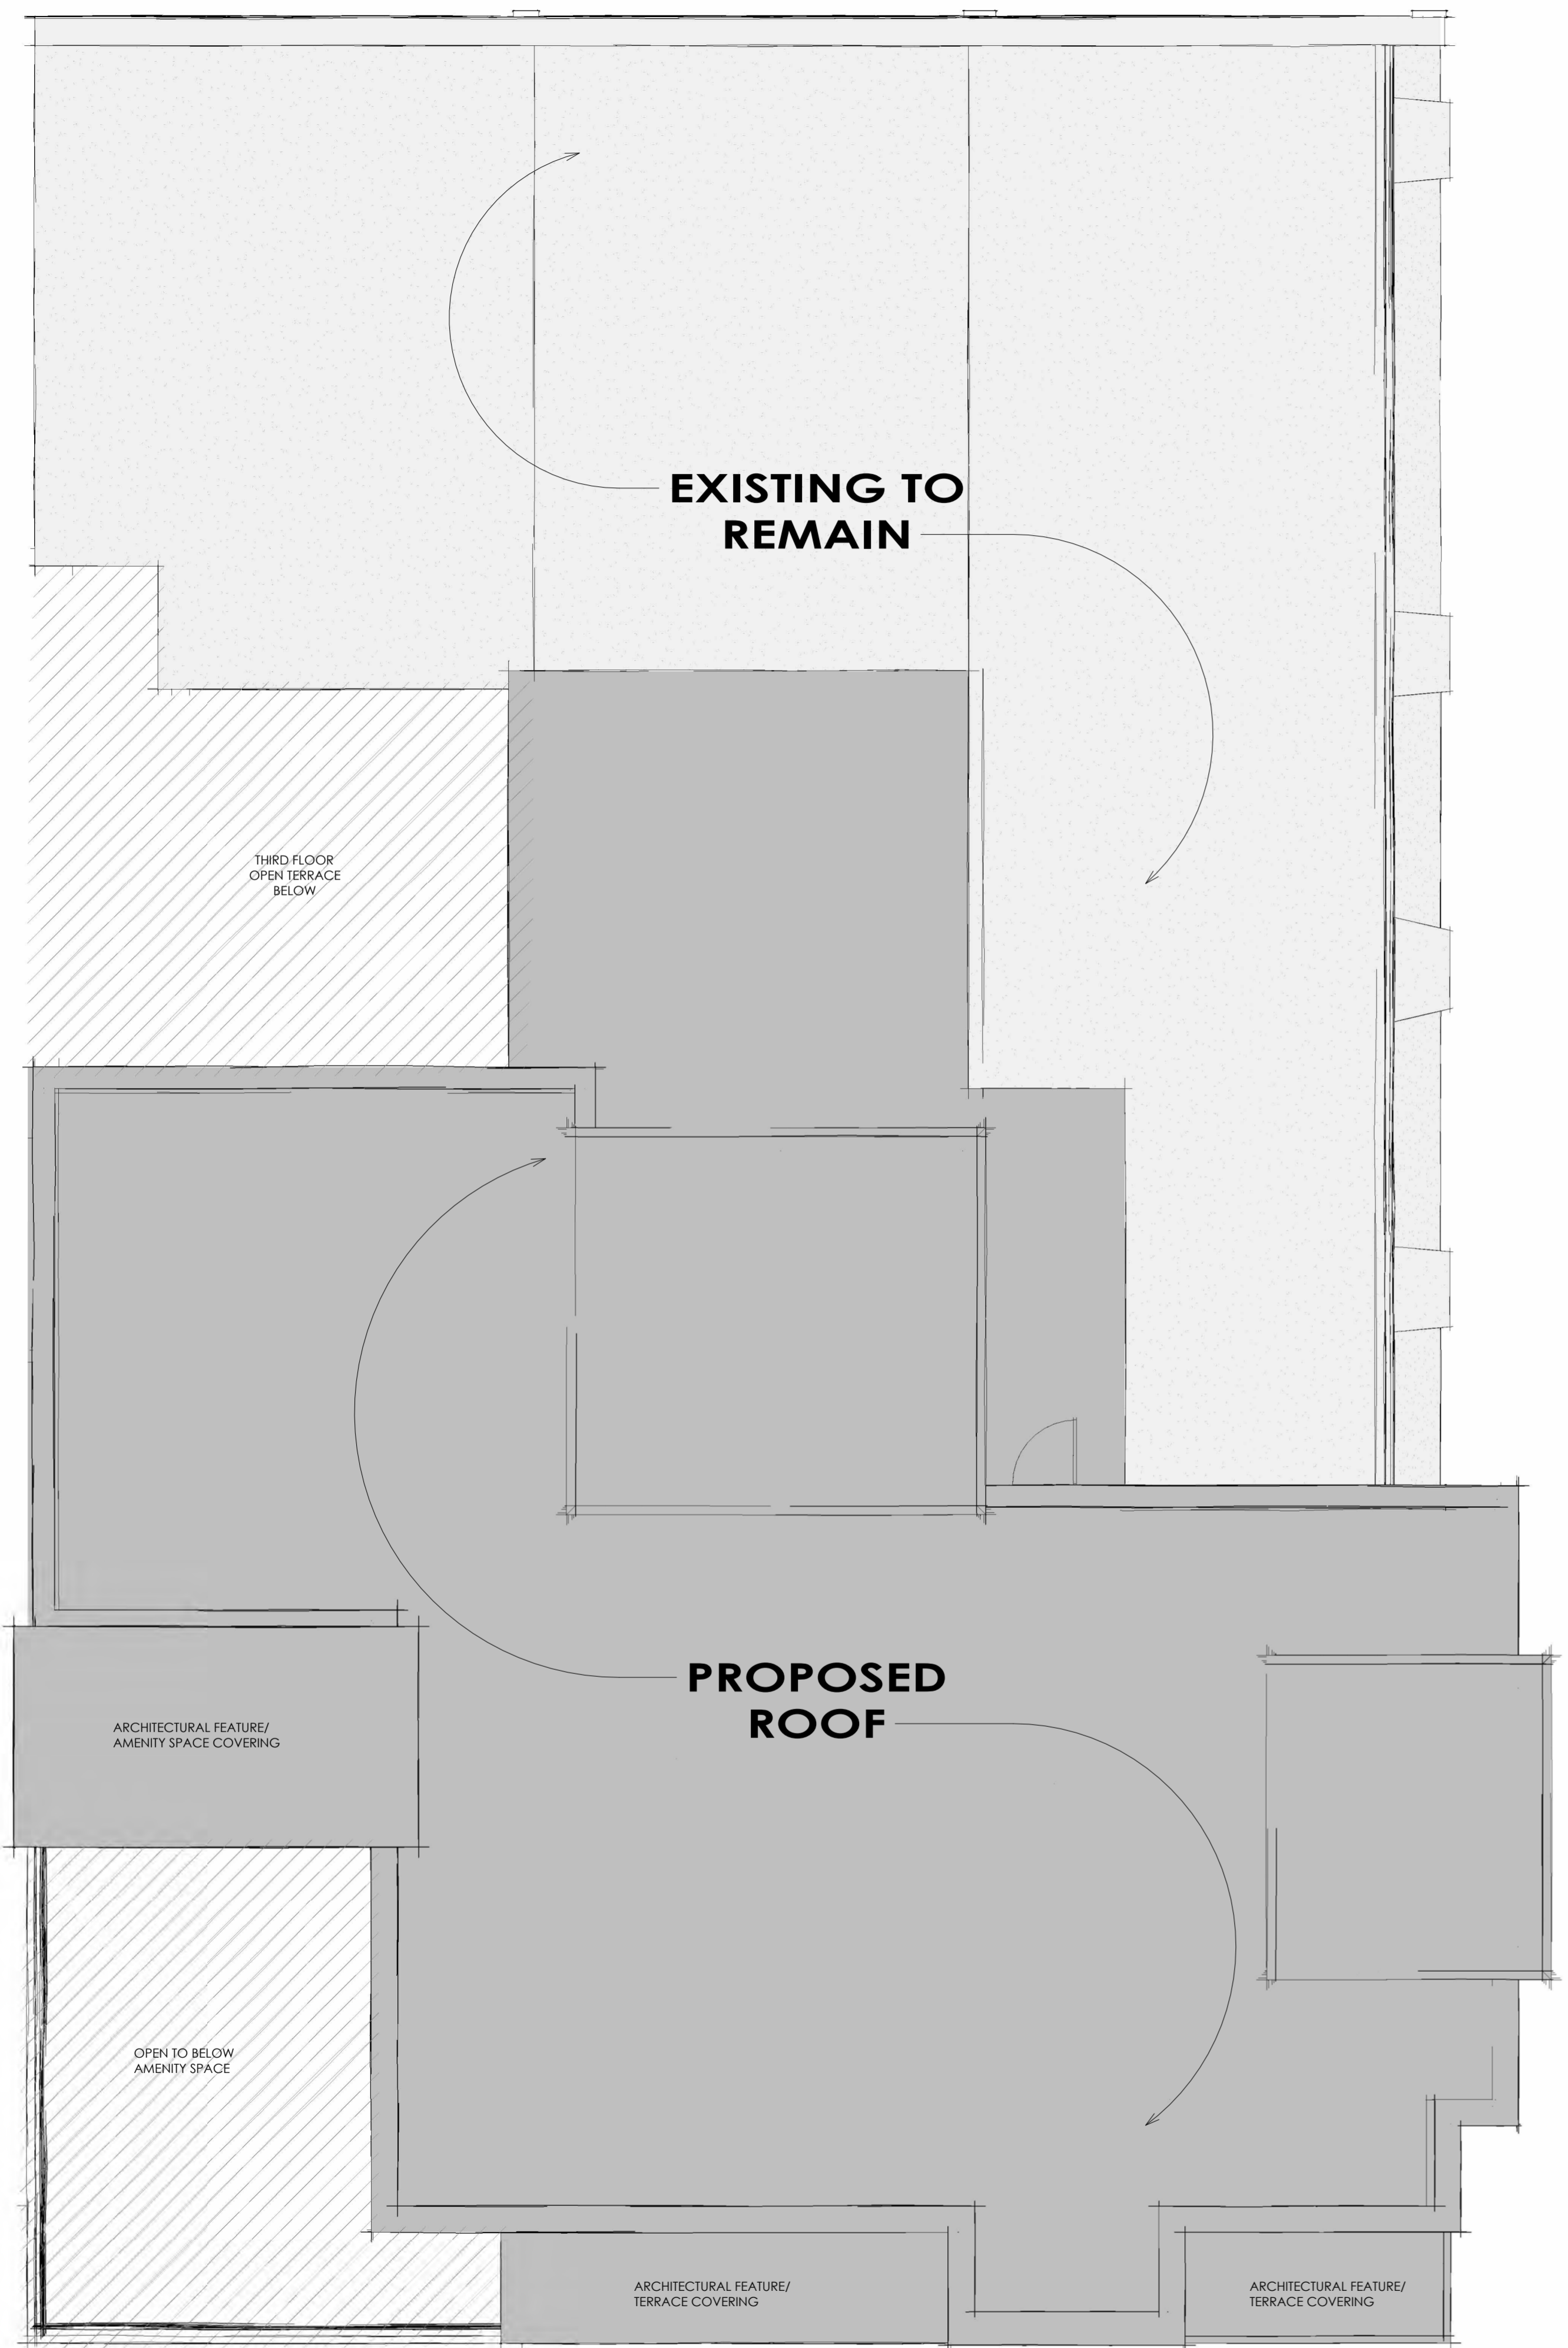 EXISTING TO
REMAIN
THIRD FLOOR
OPEN TERRACE
BELOW
PROPOSED
ROOF
ARCHITECTURAL FEATURE/
AMENITY SPACE COVERING
OPEN TO BELOW
AMENITY SPACE
ARCHITECTURAL FEATURE/
TERRACE COVERING
ARCHITECTURAL FEATURE/
TERRACE COVERING